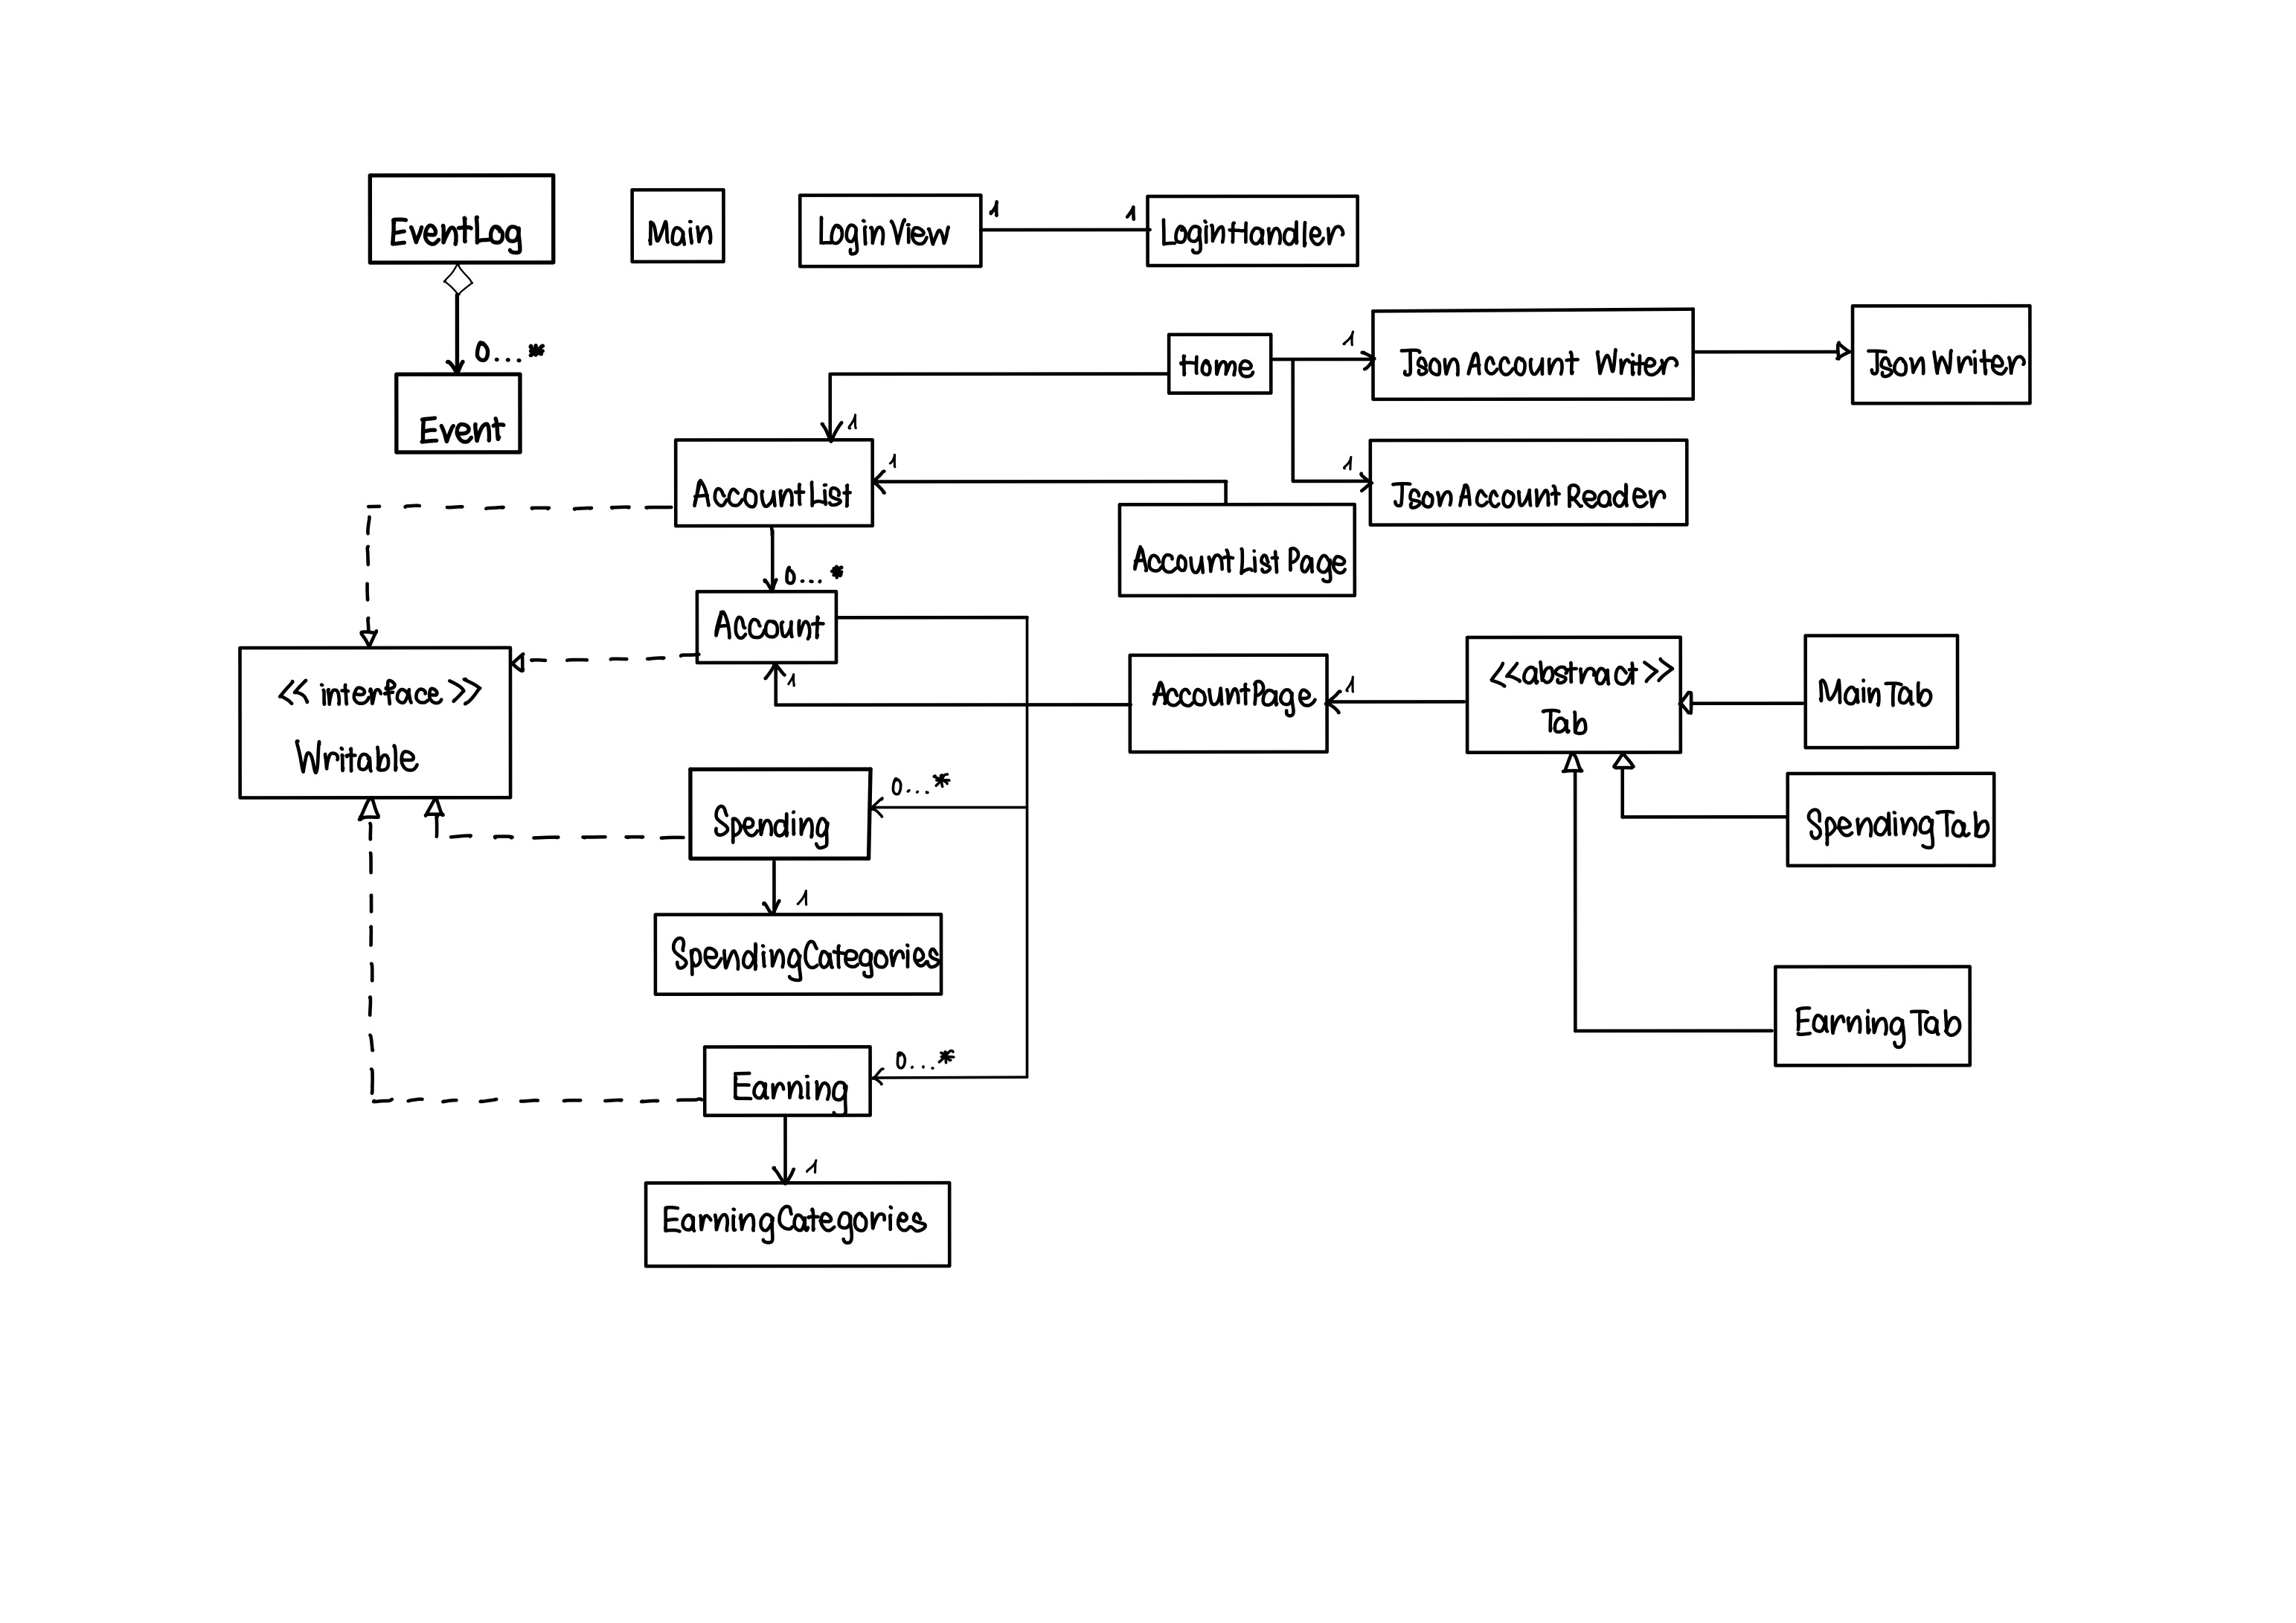 EventLog
Main
LoginView
1
1
LoginHandler
0...*
Event
Home
1
Json Account Writer
Json Writer
1
AccountList
1
1
Json Account Reader
AccountList Page
0...*
Account
1
<<interface>>
Writable
AccountPage
1
<<abstract>>
Tab
MainTab
Spending
0...*
SpendingTab
1
SpendingCategories
EarningTab
Earning
0...*
1
EarningCategories